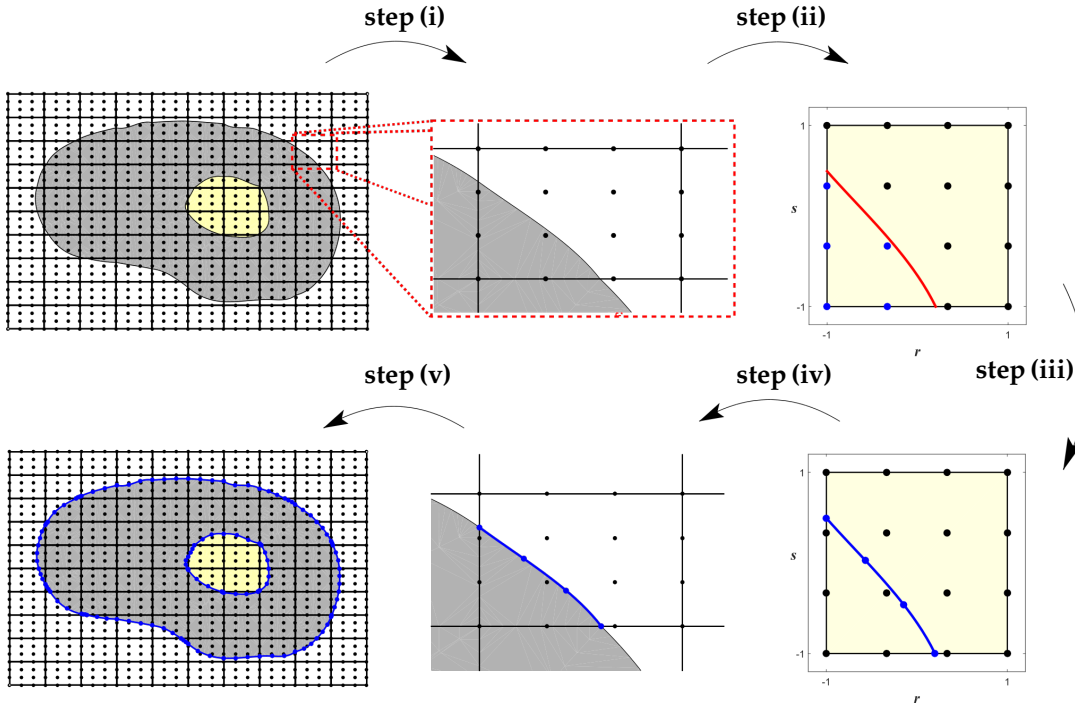 step (i)
step (ii)
1
s
-1
-1
1
r
step (iii)
step (iv)
step (v)
1
s
-1
-1
1
r